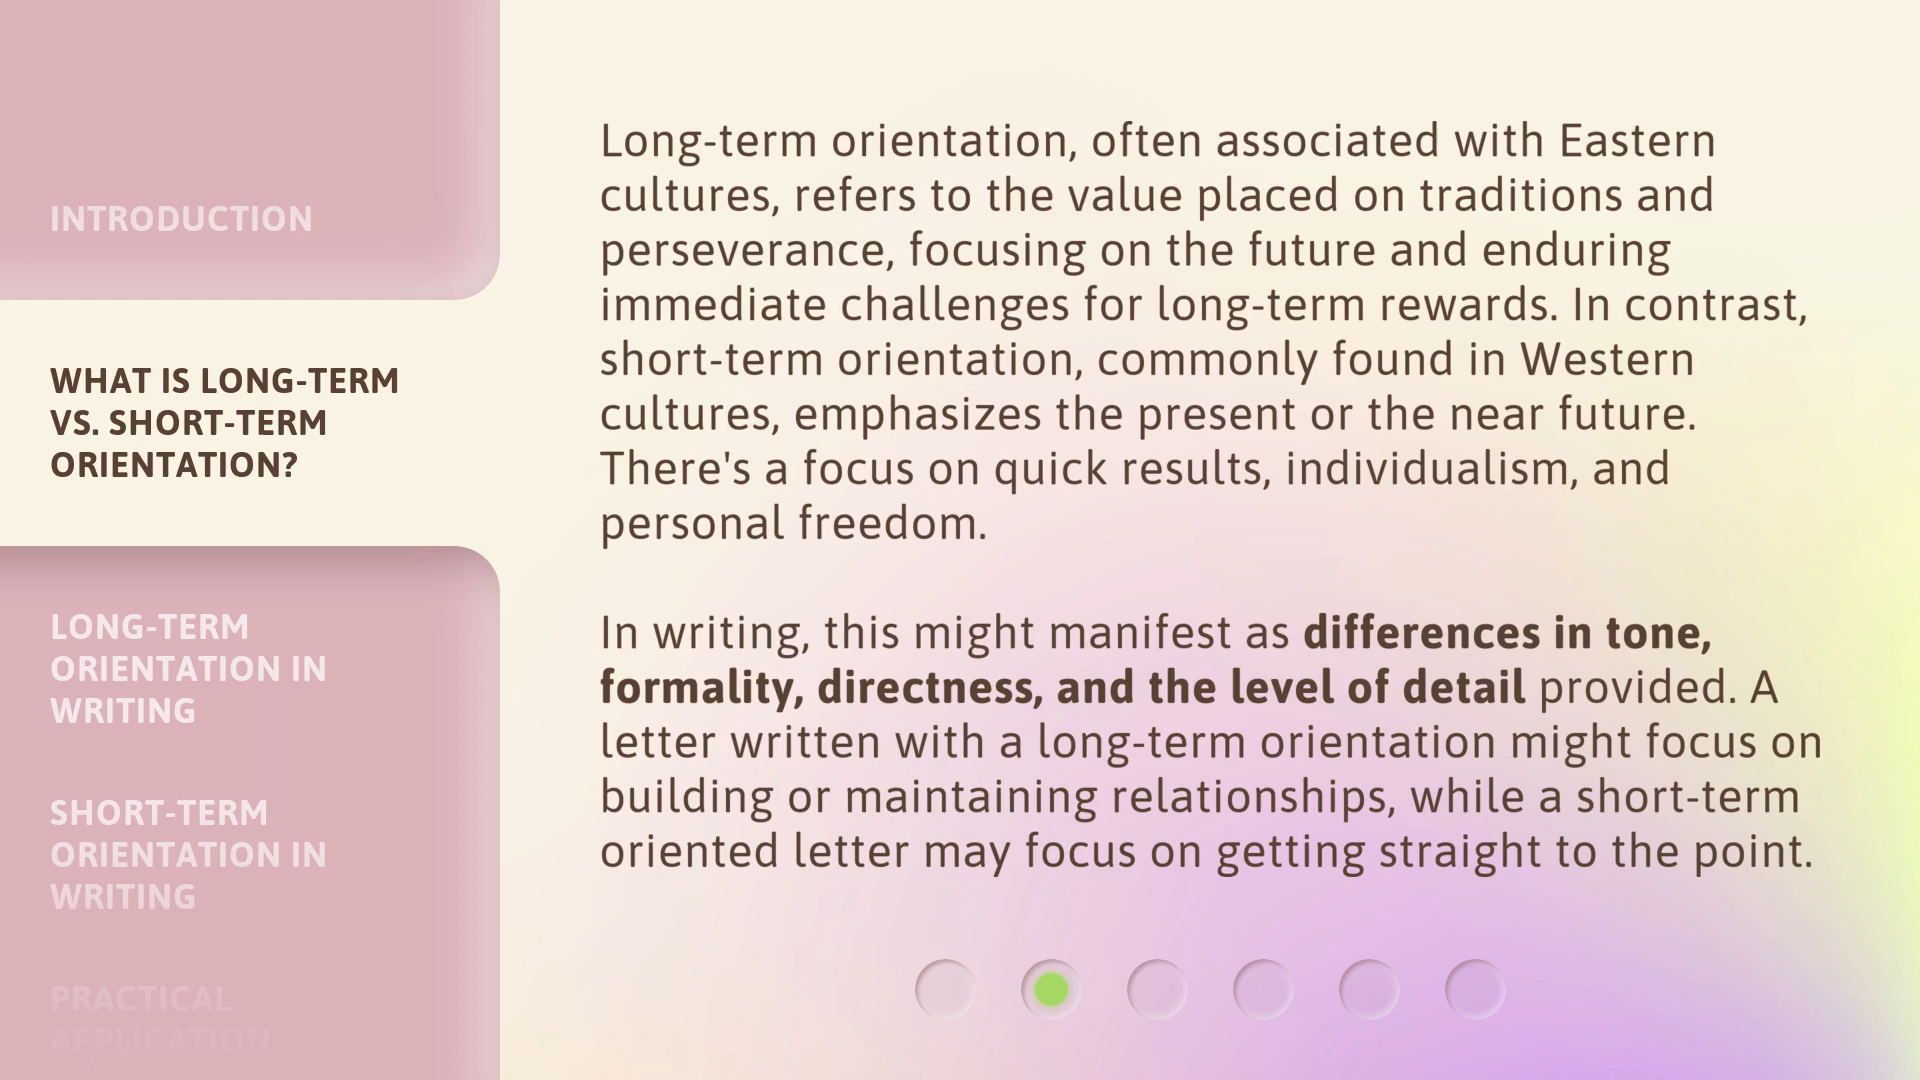 INTRODUCTION
WHAT IS LONG-TERM
VS. SHORT-TERM
ORIENTATION?
LONG-TERM
ORIENTATION IN
WRITING
SHORT-TERM
ORIENTATION IN
WRITING
PRACTICAL
APPLICATION
Long-term orientation, often associated with Eastern
cultures, refers to the value placed on traditions and
perseverance, focusing on the future and enduring
immediate challenges for long-term rewards. In contrast,
short-term orientation, commonly found in Western
cultures, emphasizes the present or the near future.
There's a focus on quick results, individualism, and
personal freedom.
In writing, this might manifest as differences in tone,
formality, directness, and the level of detail provided. A
letter written with a long-term orientation might focus on
building or maintaining relationships, while a short-term
oriented letter may focus on getting straight to the point.